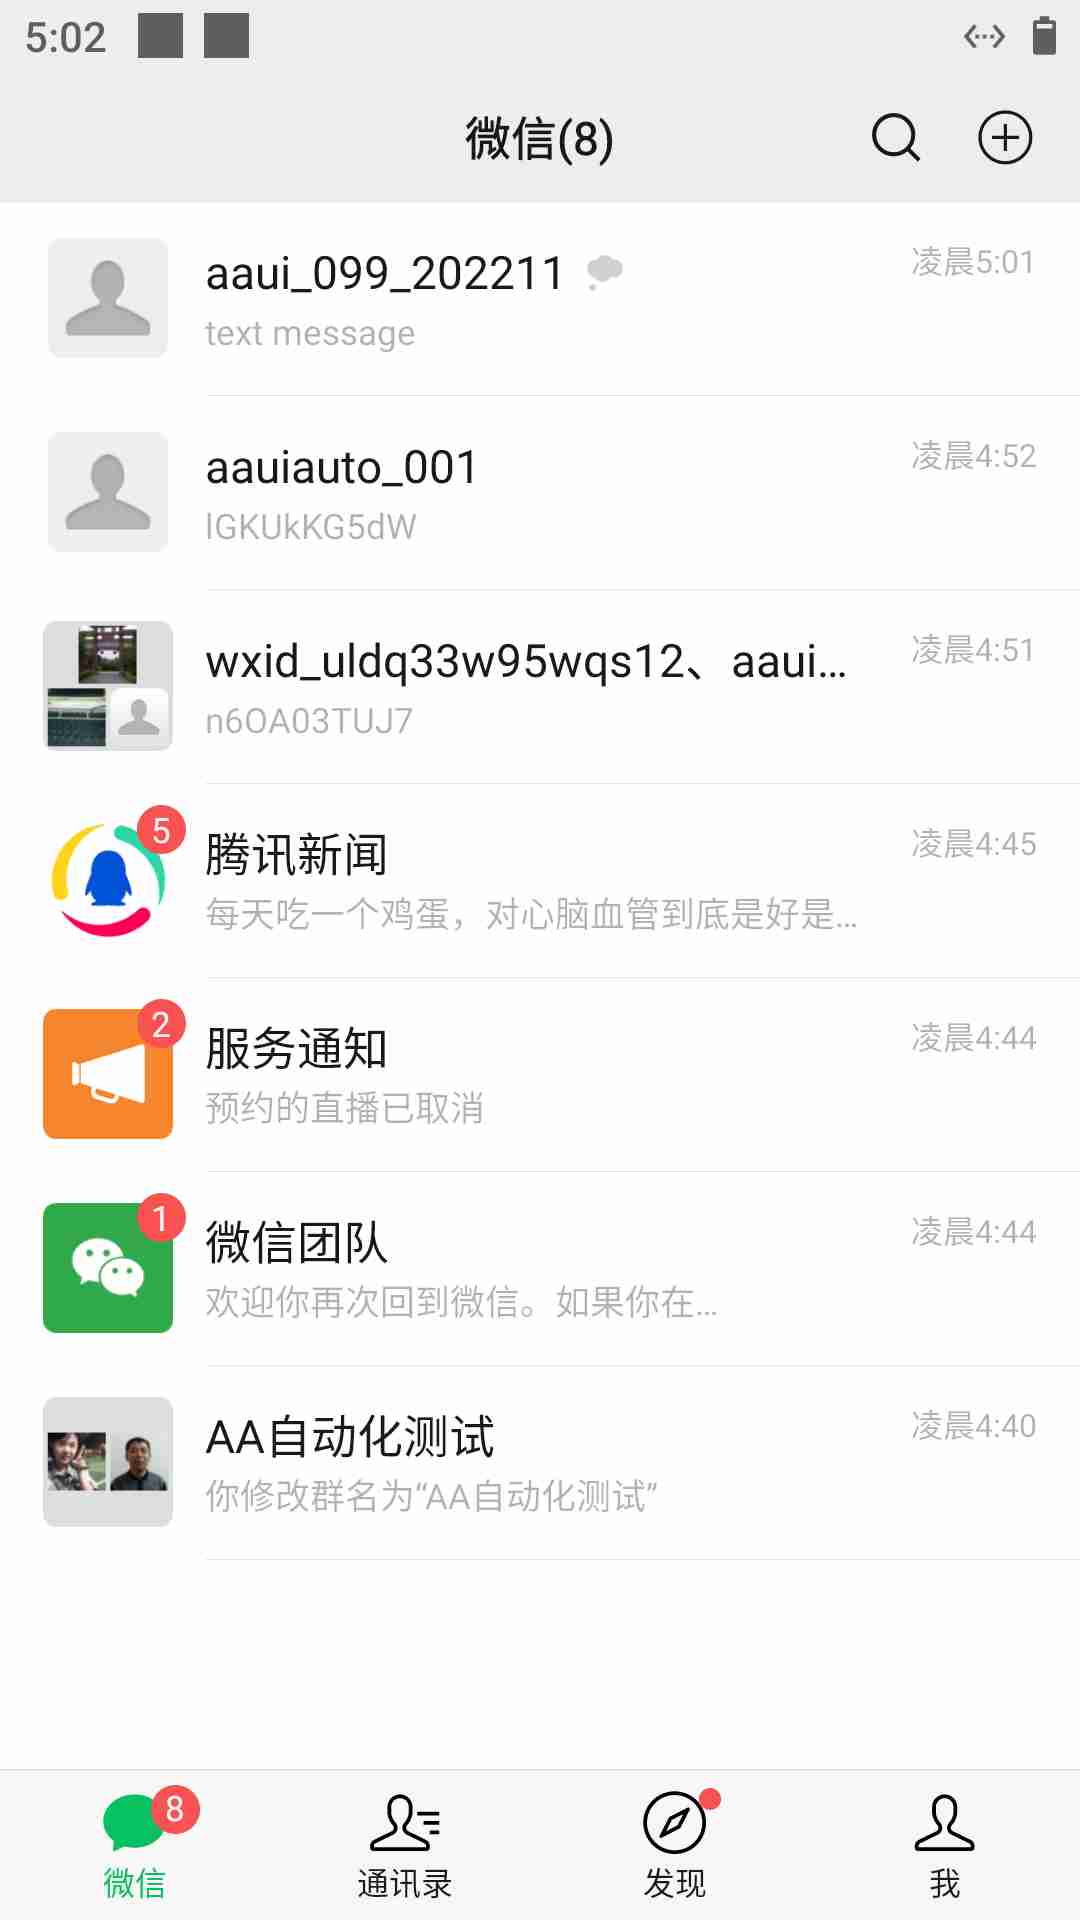 5:02
微信(8)
aaui_099_202211
凌晨5:01
text message
aauiauto_001
凌晨4:52
lGKUkKG5dW
wxid_uldq33w95wqs12、aaui...
凌晨4:51
n6OA03TUJ7
5
腾讯新闻
凌晨4:45
每天吃一个鸡蛋，对心脑血管到底是好是...
2
服务通知
凌晨4:44
预约的直播已取消
1
微信团队
凌晨4:44
欢迎你再次回到微信。如果你在...
AA自动化测试
凌晨4:40
你修改群名为“AA自动化测试”
8
微信
通讯录
发现
我